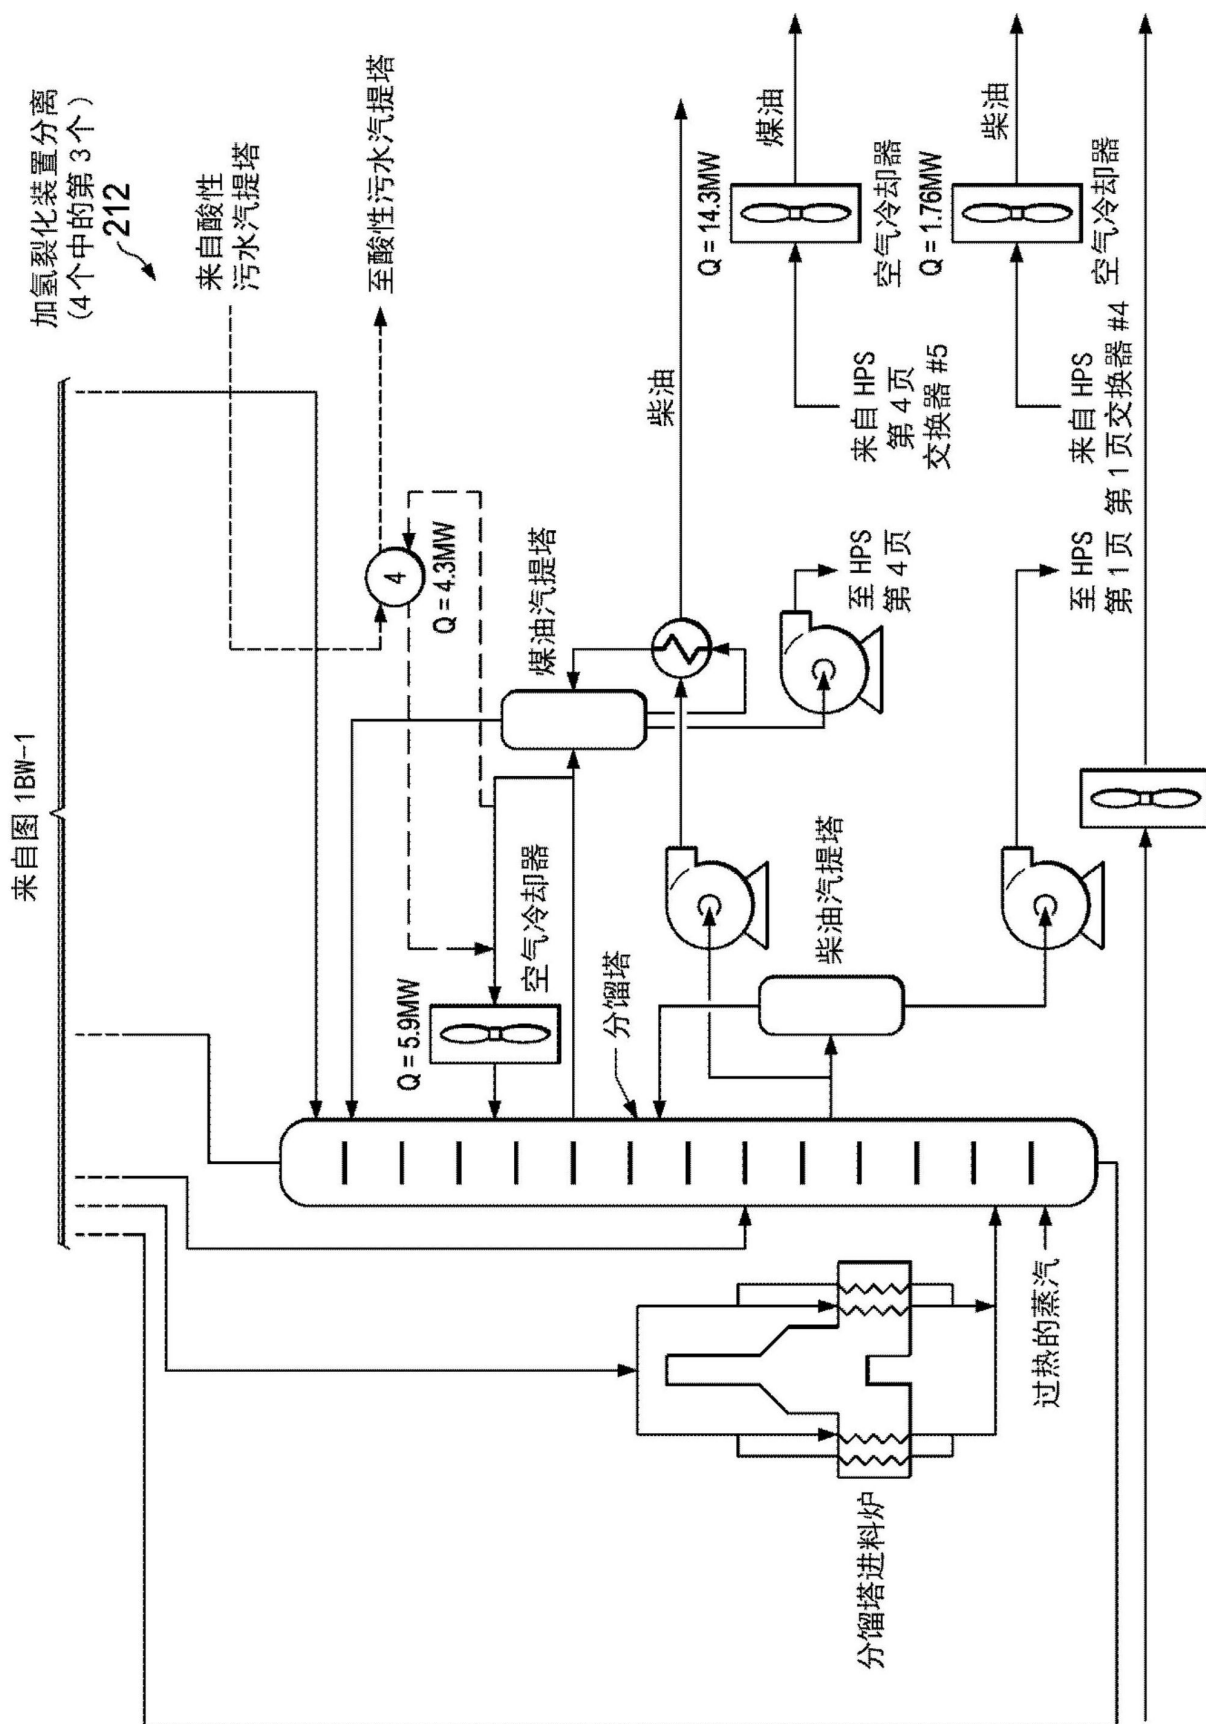 来自图 1BW-1
加氢裂化装置分离
(4个中的第3个)
212
来自酸性
污水汽提塔
至酸性污水汽提塔
4
Q = 4.3MW
Q = 5.9MW
空气冷却器
煤油汽提塔
分馏塔
柴油汽提塔
柴油
Q = 14.3MW
煤油
空气冷却器
来自 HPS
第 4 页
交换器 #5
至 HPS
第 4 页
Q = 1.76MW
柴油
空气冷却器
来自 HPS
第 1 页交换器 #4
至 HPS
第 1 页
过热的蒸汽
分馏塔进料炉